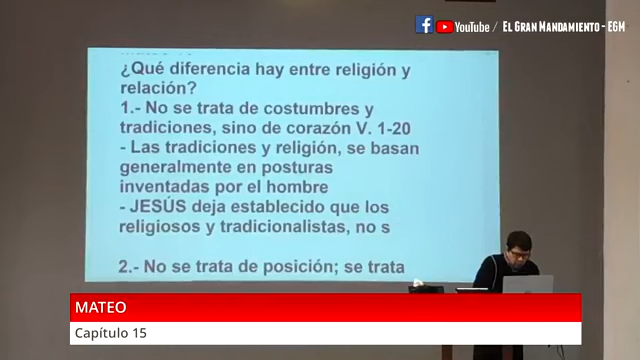 YouTube / EL GRAN MANDAMIENTO - EGM
¿Qué diferencia hay entre religión y
relación?
1.- No se trata de costumbres y
tradiciones, sino de corazón V. 1-20
- Las tradiciones y religión, se basan
generalmente en posturas
inventadas por el hombre
- JESÚS deja establecido que los
religiosos y tradicionalistas, no s
2.- No se trata de posición; se trata
MATEO
Capítulo 15